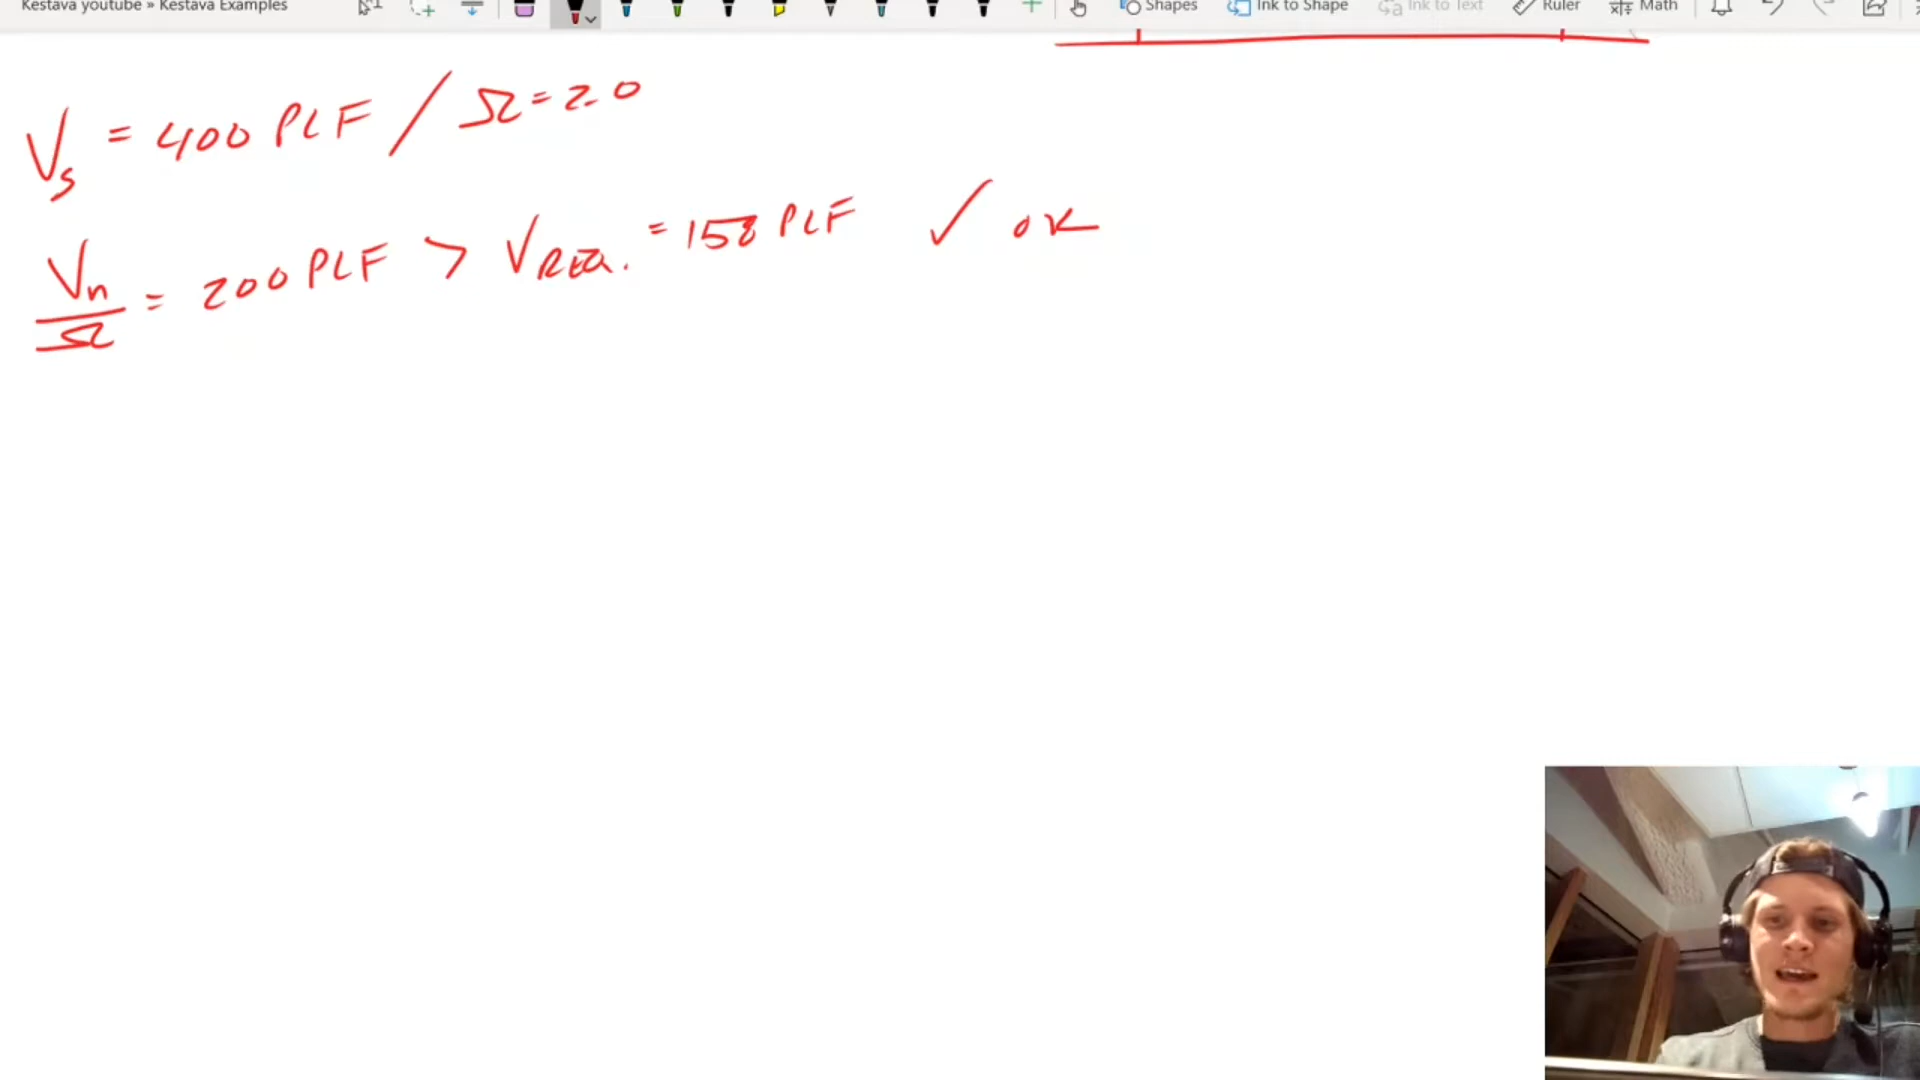 Kestava youtube » Kestava Examples Shapes Ink to Shape Ink to Text Ruler Math
Vs = 400 PLF / Ω = 2.0
Vn/Ω = 200 PLF > VREQ. = 158 PLF ✓ OK